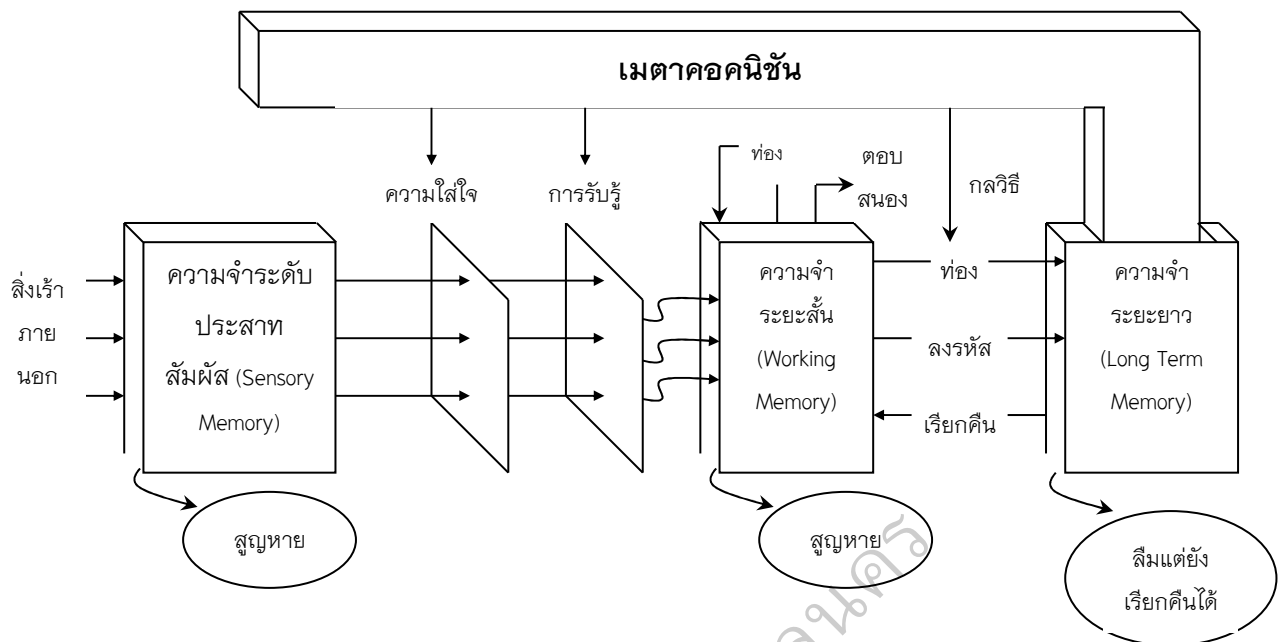 เมตาคอคนิชัน
ความใส่ใจ
การรับรู้
ท่อง
ตอบ
สนอง
กลวิธี
สิ่งเร้า
ภาย
นอก
ความจำระดับ
ประสาท
สัมผัส (Sensory
Memory)
ความจำ
ระยะสั้น
(Working
Memory)
ท่อง
ลงรหัส
เรียกคืน
ความจำ
ระยะยาว
(Long Term
Memory)
สูญหาย
สูญหาย
ลืมแต่ยัง
เรียกคืนได้